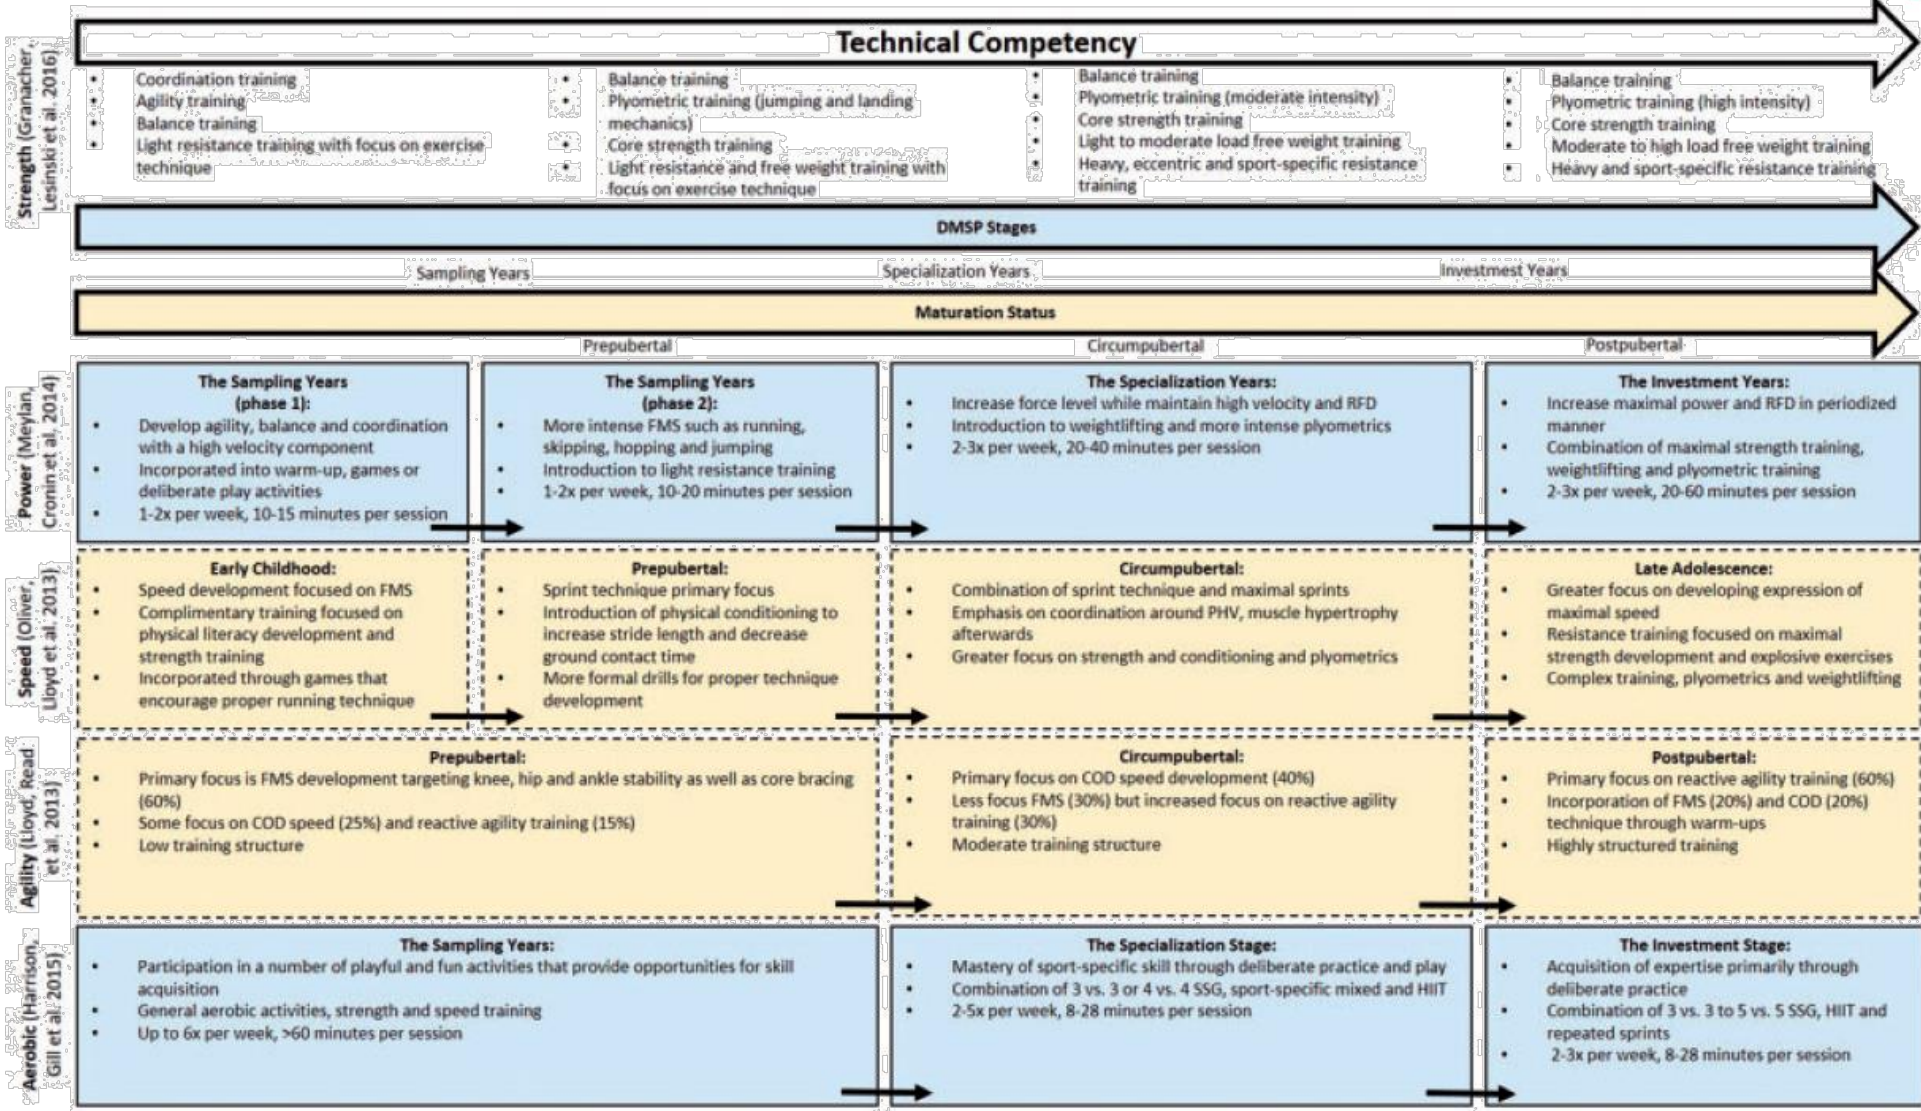 Technical Competency
Strength (Granacher,
Lesinski et al. 2016)
• Coordination training
• Agility training
• Balance training
• Light resistance training with focus on exercise
technique
• Balance training
• Plyometric training (jumping and landing
mechanics)
• Core strength training
• Light resistance and free weight training with
focus on exercise technique
• Balance training
• Plyometric training (moderate intensity)
• Core strength training
• Light to moderate load free weight training
• Heavy, eccentric and sport-specific resistance
training
• Balance training
• Plyometric training (high intensity)
• Core strength training
• Moderate to high load free weight training
• Heavy and sport-specific resistance training
DMSP Stages
Sampling Years
Specialization Years
Investmest Years
Maturation Status
Prepubertal
Circumpubertal
Postpubertal
Power (Meylan,
Cronin et al, 2014)
The Sampling Years
(phase 1):
• Develop agility, balance and coordination
with a high velocity component
• Incorporated into warm-up, games or
deliberate play activities
• 1-2x per week, 10-15 minutes per session
The Sampling Years
(phase 2):
• More intense FMS such as running,
skipping, hopping and jumping
• Introduction to light resistance training
• 1-2x per week, 10-20 minutes per session
The Specialization Years:
• Increase force level while maintain high velocity and RFD
• Introduction to weightlifting and more intense plyometrics
• 2-3x per week, 20-40 minutes per session
The Investment Years:
• Increase maximal power and RFD in periodized
manner
• Combination of maximal strength training,
weightlifting and plyometric training
• 2-3x per week, 20-60 minutes per session
Speed (Oliver,
Lloyd et al. 2013)
Early Childhood:
• Speed development focused on FMS
• Complimentary training focused on
physical literacy development and
strength training
• Incorporated through games that
encourage proper running technique
Prepubertal:
• Sprint technique primary focus
• Introduction of physical conditioning to
increase stride length and decrease
ground contact time
• More formal drills for proper technique
development
Circumpubertal:
• Combination of sprint technique and maximal sprints
• Emphasis on coordination around PHV, muscle hypertrophy
afterwards
• Greater focus on strength and conditioning and plyometrics
Late Adolescence:
• Greater focus on developing expression of
maximal speed
• Resistance training focused on maximal
strength development and explosive exercises
• Complex training, plyometrics and weightlifting
Agility (Lloyd, Read
et al. 2013)
Prepubertal:
• Primary focus is FMS development targeting knee, hip and ankle stability as well as core bracing
(60%)
• Some focus on COD speed (25%) and reactive agility training (15%)
• Low training structure
Circumpubertal:
• Primary focus on COD speed development (40%)
• Less focus FMS (30%) but increased focus on reactive agility
training (30%)
• Moderate training structure
Postpubertal:
• Primary focus on reactive agility training (60%)
• Incorporation of FMS (20%) and COD (20%)
technique through warm-ups
• Highly structured training
Aerobic (Harrison,
Gill et al. 2015)
The Sampling Years:
• Participation in a number of playful and fun activities that provide opportunities for skill
acquisition
• General aerobic activities, strength and speed training
• Up to 6x per week, >60 minutes per session
The Specialization Stage:
• Mastery of sport-specific skill through deliberate practice and play
• Combination of 3 vs. 3 or 4 vs. 4 SSG, sport-specific mixed and HIIT
• 2-5x per week, 8-28 minutes per session
The Investment Stage:
• Acquisition of expertise primarily through
deliberate practice
• Combination of 3 vs. 3 to 5 vs. 5 SSG, HIIT and
repeated sprints
• 2-3x per week, 8-28 minutes per session